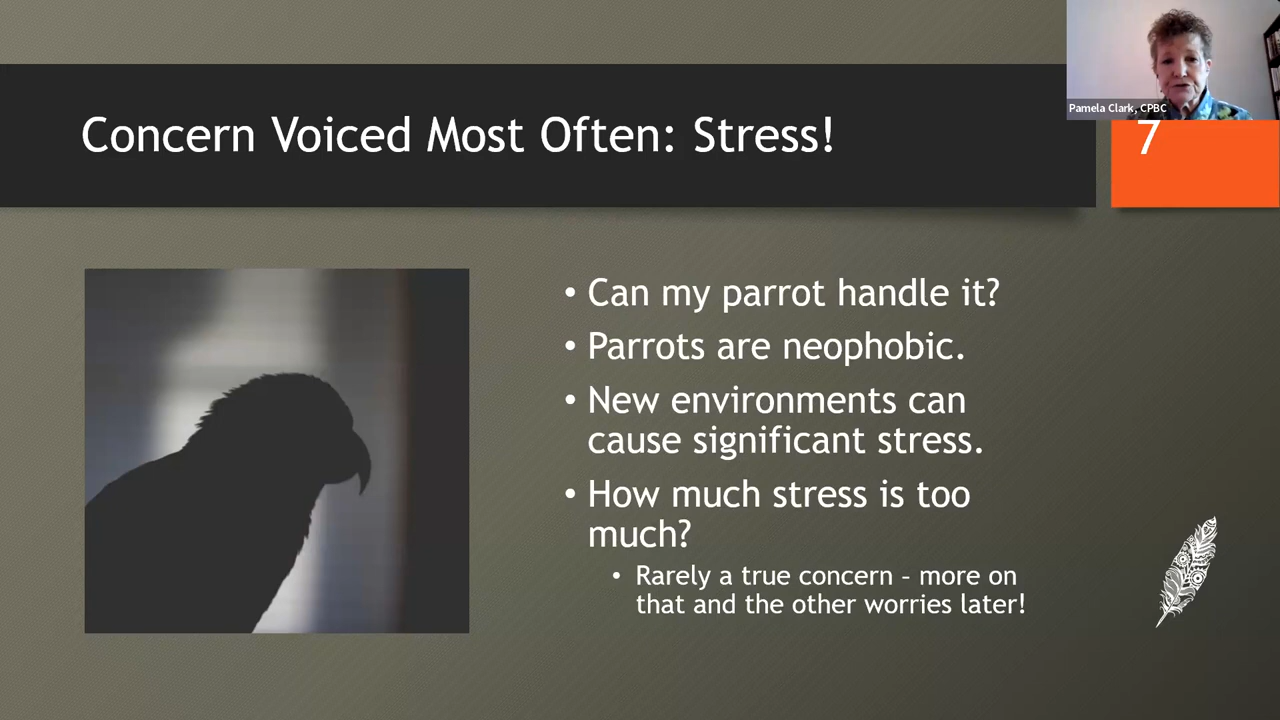 Pamela Clark, CPBC
Concern Voiced Most Often: Stress!
7
• Can my parrot handle it?
• Parrots are neophobic.
• New environments can
cause significant stress.
• How much stress is too
much?
• Rarely a true concern – more on
that and the other worries later!